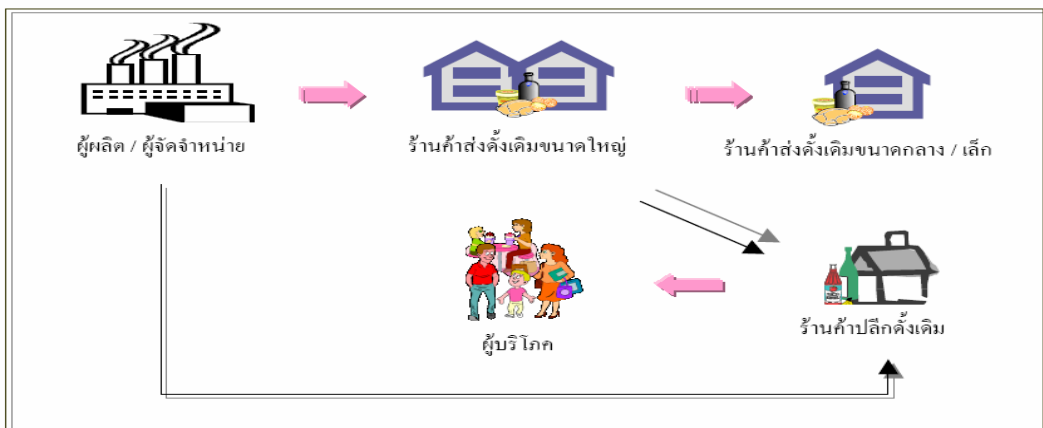 ผู้ผลิต / ผู้จัดจำหน่าย
ร้านค้าส่งดั้งเดิมขนาดใหญ่
ร้านค้าส่งดั้งเดิมขนาดกลาง / เล็ก
ร้านค้าปลีกดั้งเดิม
ผู้บริโภค